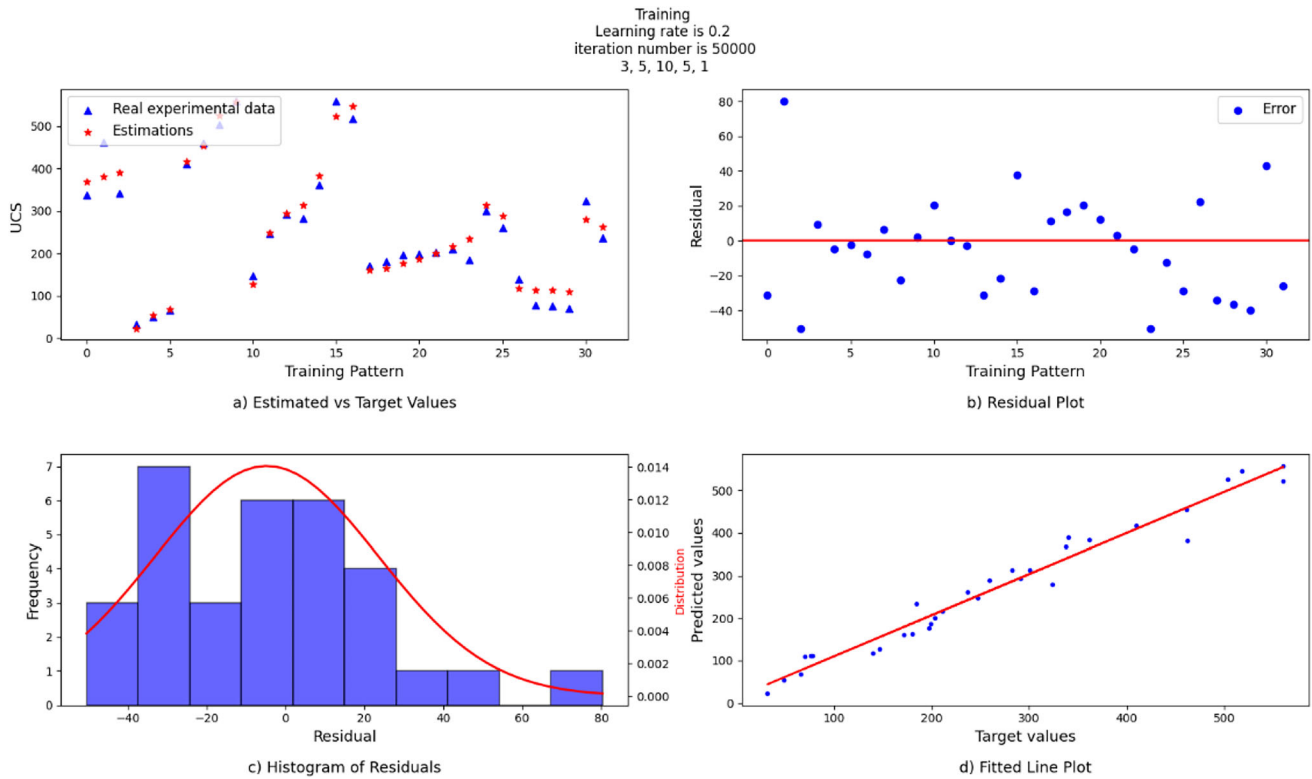 Training
Learning rate is 0.2
iteration number is 50000
3, 5, 10, 5, 1
Real experimental data
Estimations
UCS
500
400
300
200
100
0
0 5 10 15 20 25 30
Training Pattern
a) Estimated vs Target Values
Error
Residual
80
60
40
20
0
−20
−40
0 5 10 15 20 25 30
Training Pattern
b) Residual Plot
Frequency
7
6
5
4
3
2
1
0
−40 −20 0 20 40 60 80
Residual
Distribution
0.014
0.012
0.010
0.008
0.006
0.004
0.002
0.000
c) Histogram of Residuals
Predicted values
500
400
300
200
100
0
100 200 300 400 500
Target values
d) Fitted Line Plot